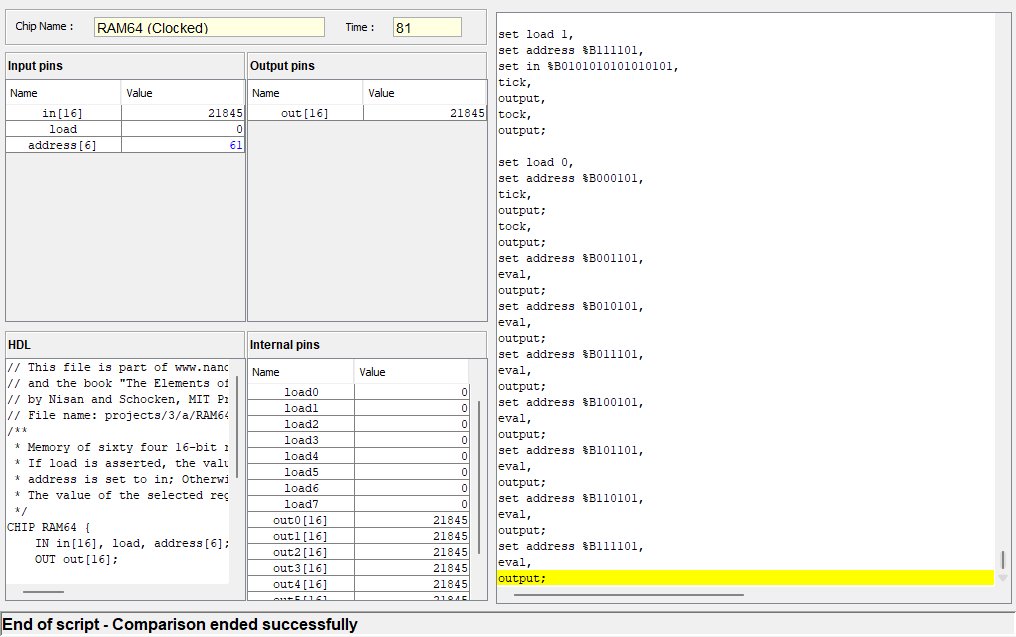 Chip Name :
RAM64 (Clocked)
Time :
81
Input pins
Name Value
in[16] 21845
load 0
address[6] 61
Output pins
Name Value
out[16] 21845
HDL
// This file is part of www.nand
// and the book "The Elements of
// by Nisan and Schocken, MIT Pr
// File name: projects/3/a/RAM64
/**
* Memory of sixty four 16-bit r
* If load is asserted, the valu
* address is set to in; Otherwi
* The value of the selected reg
*/
CHIP RAM64 {
IN in[16], load, address[6];
OUT out[16];
Internal pins
Name Value
load0 0
load1 0
load2 0
load3 0
load4 0
load5 0
load6 0
load7 0
out0[16] 21845
out1[16] 21845
out2[16] 21845
out3[16] 21845
out4[16] 21845
out5[16] 21845
set load 1,
set address %B111101,
set in %B0101010101010101,
tick,
output,
tock,
output;
set load 0,
set address %B000101,
tick,
output;
tock,
output;
set address %B001101,
eval,
output;
set address %B010101,
eval,
output;
set address %B011101,
eval,
output;
set address %B100101,
eval,
output;
set address %B101101,
eval,
output;
set address %B110101,
eval,
output;
set address %B111101,
eval,
output;
End of script - Comparison ended successfully